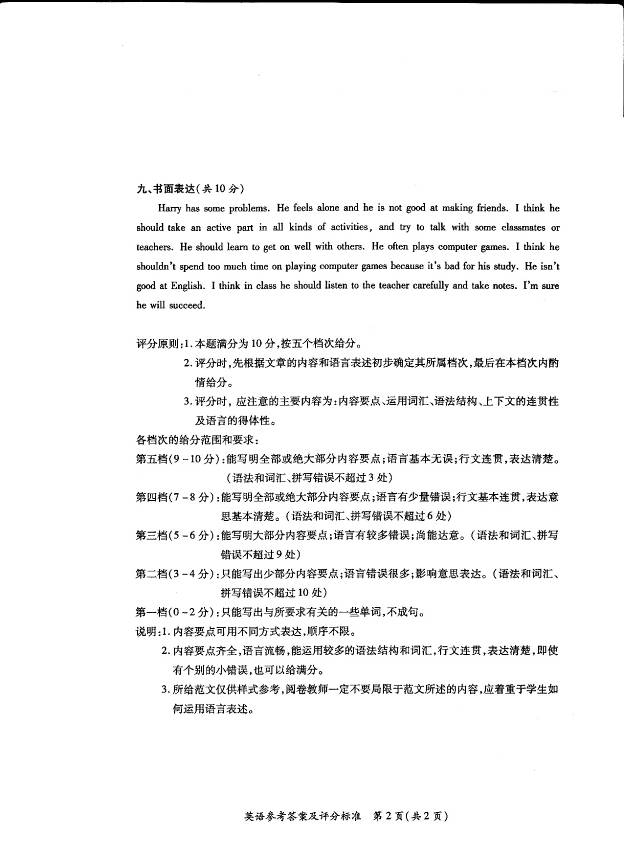 九、书面表达(共 10 分)
Harry has some problems. He feels alone and he is not good at making friends. I think he
should take an active part in all kinds of activities, and try to talk with some classmates or
teachers. He should learn to get on well with others. He often plays computer games. I think he
shouldn't spend too much time on playing computer games because it's bad for his study. He isn't
good at English. I think in class he should listen to the teacher carefully and take notes. I'm sure
he will succeed.
评分原则:1. 本题满分为 10 分,按五个档次给分。
2. 评分时,先根据文章的内容和语言表述初步确定其所属档次,最后在本档次内酌
情给分。
3. 评分时, 应注意的主要内容为:内容要点、运用词汇、语法结构、上下文的连贯性
及语言的得体性。
各档次的给分范围和要求:
第五档(9－10 分):能写明全部或绝大部分内容要点;语言基本无误;行文连贯,表达清楚。
(语法和词汇、拼写错误不超过 3 处)
第四档(7－8 分):能写明全部或绝大部分内容要点;语言有少量错误;行文基本连贯,表达意
思基本清楚。(语法和词汇、拼写错误不超过 6 处)
第三档(5－6 分):能写明大部分内容要点;语言有较多错误;尚能达意。(语法和词汇、拼写
错误不超过 9 处)
第二档(3－4 分):只能写出少部分内容要点;语言错误很多;影响意思表达。(语法和词汇、
拼写错误不超过 10 处)
第一档(0－2 分):只能写出与所要求有关的一些单词,不成句。
说明:1. 内容要点可用不同方式表达,顺序不限。
2. 内容要点齐全,语言流畅,能运用较多的语法结构和词汇,行文连贯,表达清楚,即使
有个别的小错误,也可以给满分。
3. 所给范文仅供样式参考,阅卷教师一定不要局限于范文所述的内容,应着重于学生如
何运用语言表述。
英语参考答案及评分标准 第 2 页(共 2 页)